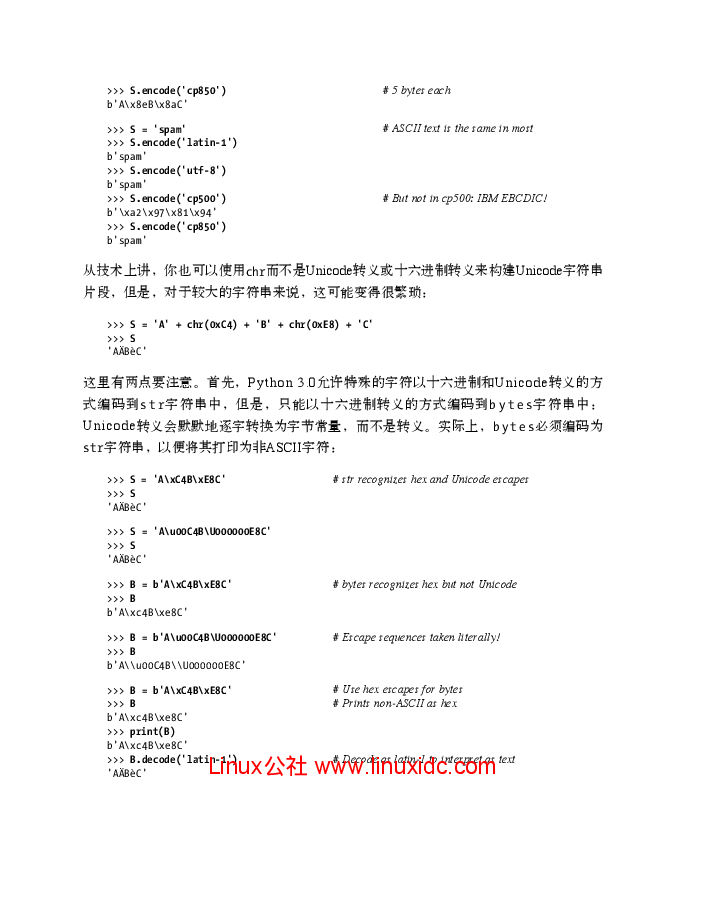 >>> S.encode('cp850') # 5 bytes each
b'A\x8eB\x8aC'
>>> S = 'spam' # ASCII text is the same in most
>>> S.encode('latin-1')
b'spam'
>>> S.encode('utf-8')
b'spam'
>>> S.encode('cp500') # But not in cp500: IBM EBCDIC!
b'\xa2\x97\x81\x94'
>>> S.encode('cp850')
b'spam'
从技术上讲，你也可以使用chr而不是Unicode转义或十六进制转义来构建Unicode字符串
片段，但是，对于较大的字符串来说，这可能变得很繁琐：
>>> S = 'A' + chr(0xC4) + 'B' + chr(0xE8) + 'C'
>>> S
'AÄBèC'
这里有两点要注意。首先，Python 3.0允许特殊的字符以十六进制和Unicode转义的方
式编码到str字符串中，但是，只能以十六进制转义的方式编码到bytes字符串中：
Unicode转义会默默地逐字转换为字节常量，而不是转义。实际上，bytes必须编码为
str字符串，以便将其打印为非ASCII字符：
>>> S = 'A\xC4B\xE8C' # str recognizes hex and Unicode escapes
>>> S
'AÄBèC'
>>> S = 'A\u00C4B\U000000E8C'
>>> S
'AÄBèC'
>>> B = b'A\xC4B\xE8C' # bytes recognizes hex but not Unicode
>>> B
b'A\xc4B\xe8C'
>>> B = b'A\u00C4B\U000000E8C' # Escape sequences taken literally!
>>> B
b'A\\u00C4B\\U000000E8C'
>>> B = b'A\xC4B\xE8C' # Use hex escapes for bytes
>>> B # Prints non-ASCII as hex
b'A\xc4B\xe8C'
>>> print(B)
b'A\xc4B\xe8C'
>>> B.decode('latin-1') # Decode as latin-1 to interpret as text
'AÄBèC'
Linux公社 www.linuxidc.com